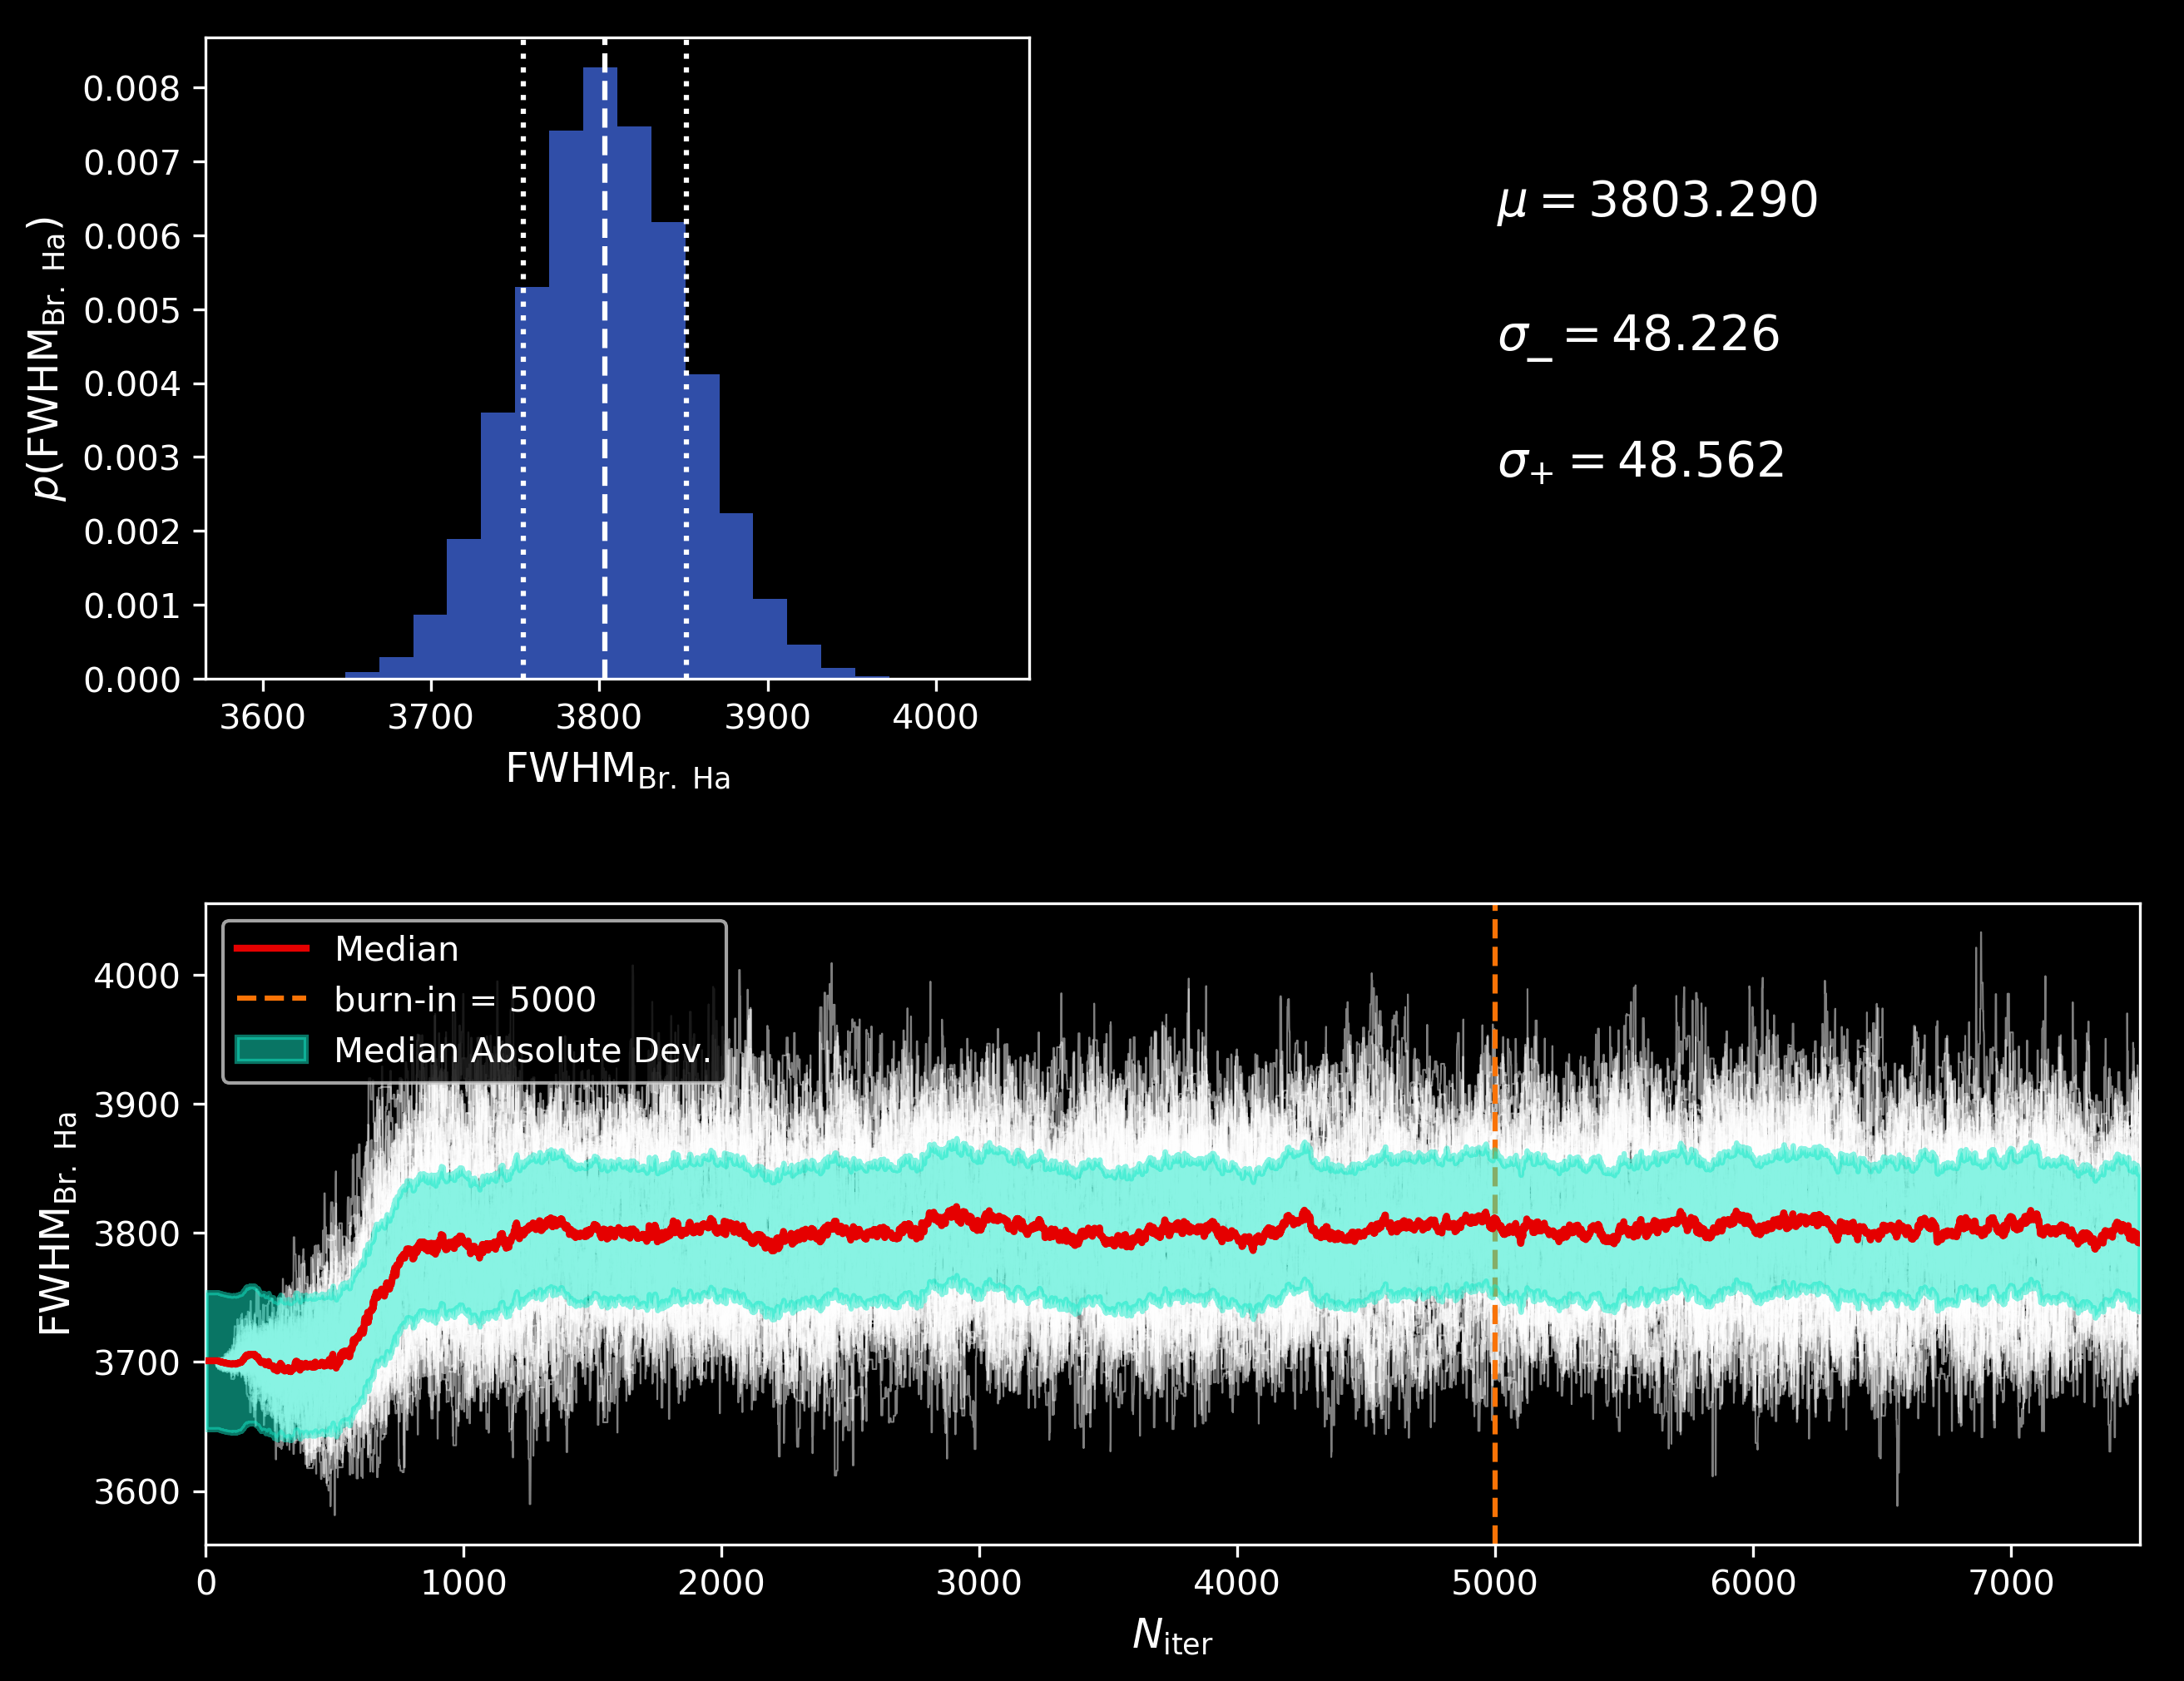 0.008
0.007
0.006
0.005
0.004
0.003
0.002
0.001
0.000
p(FWHM_Br. Ha)
3600 3700 3800 3900 4000
FWHM_Br. Ha
μ = 3803.290
σ_− = 48.226
σ_+ = 48.562
Median
burn-in = 5000
Median Absolute Dev.
4000
3900
3800
3700
3600
FWHM_Br. Ha
0 1000 2000 3000 4000 5000 6000 7000
N_iter